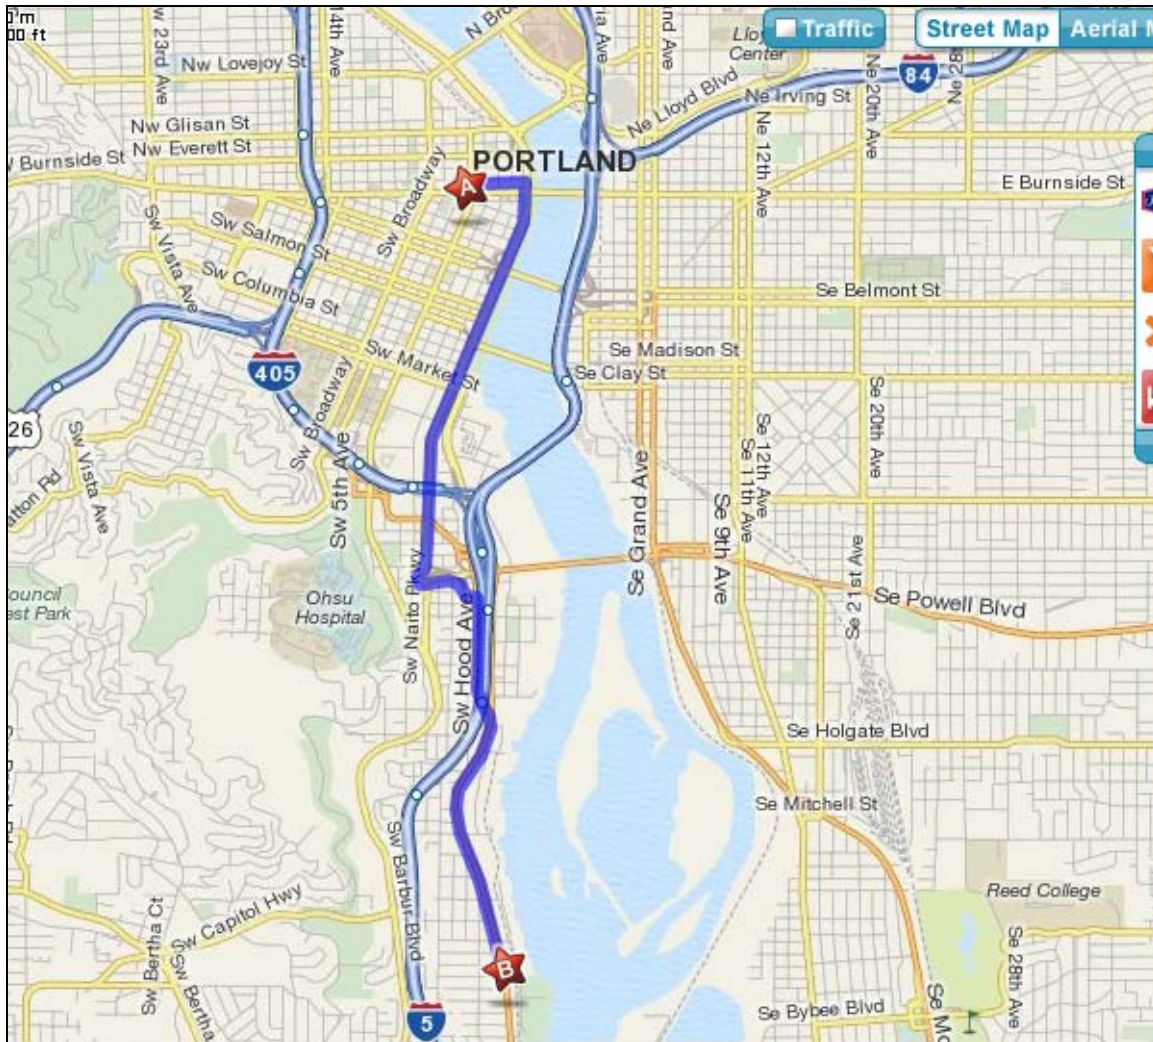 00 ft
Nw 23rd Ave
14th Ave
N Br
Ave
Traffic
Street Map
Aerial M
Nw Lovejoy St
Center
84
Ne Lloyd Blvd
Ne Irving St
Ne 20th Ave
Ne 28
Nw Glisan St
Nw Everett St
Burnside St
Ne 12th Ave
PORTLAND
A
E Burnside St
Sw Broadway
Sw Vista Ave
Sw Salmon St
Sw Columbia St
Se Belmont St
Sw Market St
Se Madison St
Se Clay St
405
26
Sw Broadway
Sw Vista Ave
Sw 5th Ave
Se 20th Ave
Se 12th Ave
Se 11th Ave
Se Grand Ave
Se 9th Ave
Se 21st Ave
Sw Naito Pkwy
Sw Hood Ave
Ohsu
Hospital
Se Powell Blvd
Se Holgate Blvd
Se Mitchell St
Sw Barbur Blvd
Sw Capitol Hwy
Sw Bertha Ct
Sw Bertha
Reed College
B
Se 28th Ave
Se Bybee Blvd
5